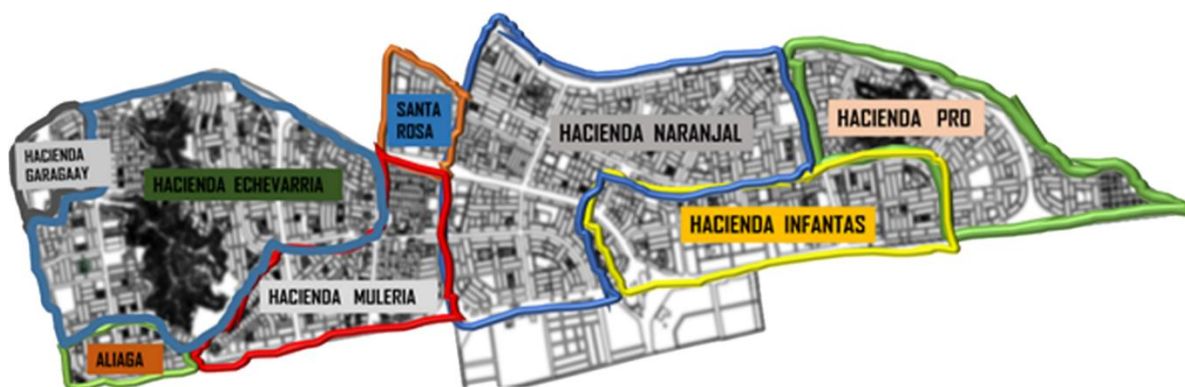 HACIENDA
GARAGAAY
HACIENDA ECHEVARRIA
SANTA
ROSA
HACIENDA NARANJAL
HACIENDA PRO
HACIENDA INFANTAS
HACIENDA MULERIA
ALIAGA